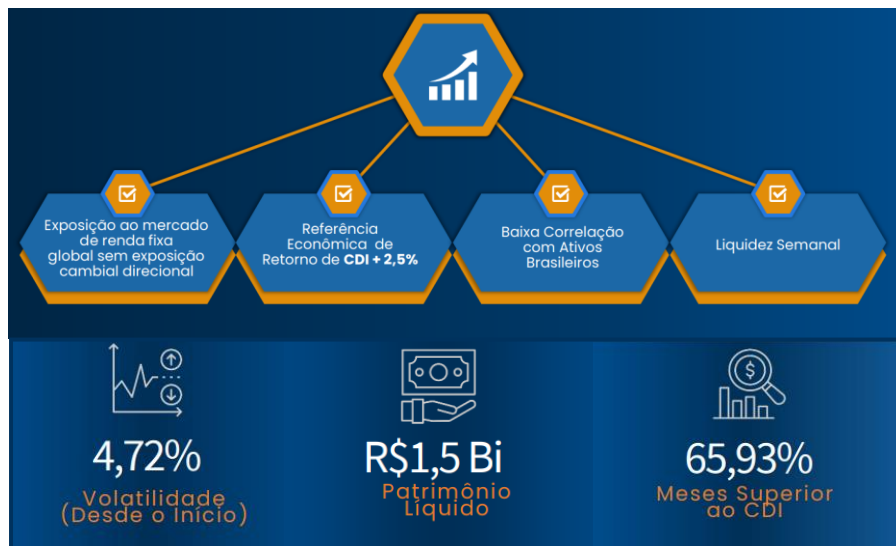 Exposição ao mercado
de renda fixa
global sem exposição
cambial direcional
Referência
Econômica de
Retorno de CDI + 2,5%
Baixa Correlação
com Ativos
Brasileiros
Liquidez Semanal
4,72%
Volatilidade
(Desde o Início)
R$1,5 Bi
Patrimônio
Líquido
$
65,93%
Meses Superior
ao CDI